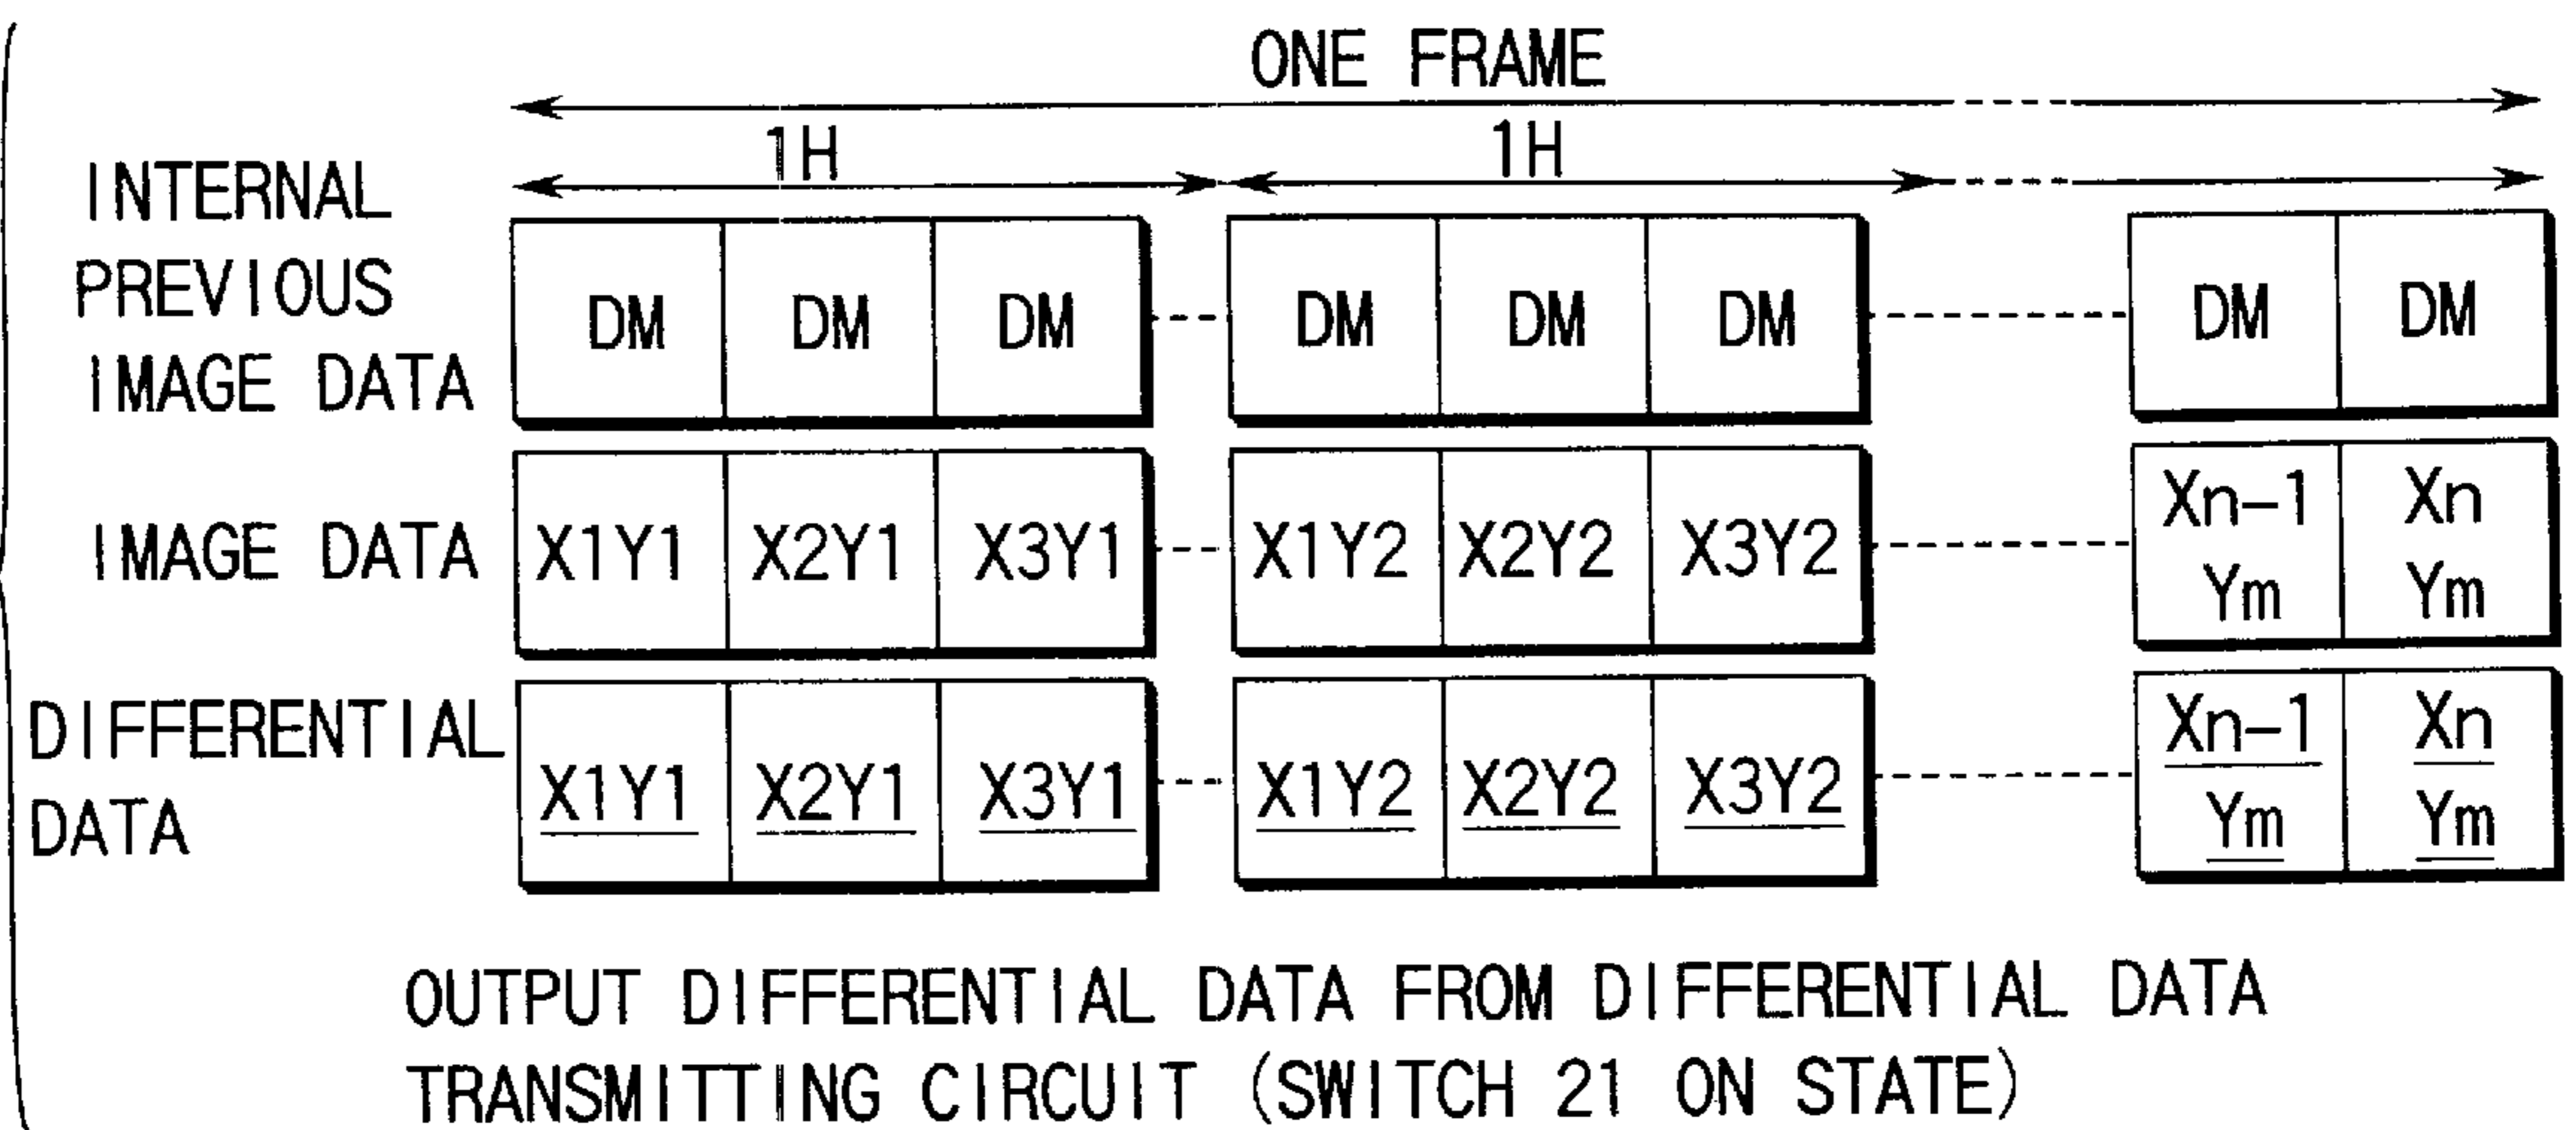 ONE FRAME
1H 1H
INTERNAL
PREVIOUS
IMAGE DATA
DM DM DM DM DM DM DM DM
IMAGE DATA
X1Y1 X2Y1 X3Y1 X1Y2 X2Y2 X3Y2 Xn-1 Xn
Ym Ym
DIFFERENTIAL
DATA
X1Y1 X2Y1 X3Y1 X1Y2 X2Y2 X3Y2 Xn-1 Xn
Ym Ym
OUTPUT DIFFERENTIAL DATA FROM DIFFERENTIAL DATA
TRANSMITTING CIRCUIT (SWITCH 21 ON STATE)